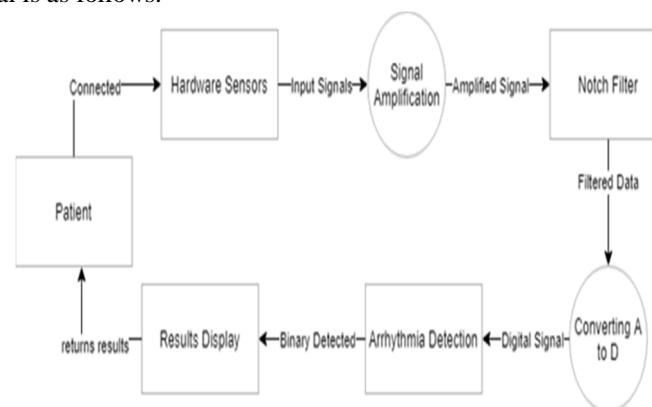 al is as follows:
Connected
Hardware Sensors
Input Signals
Signal
Amplification
Amplified Signal
Notch Filter
Filtered Data
Patient
Converting A
to D
Digital Signal
Arrhythmia Detection
Binary Detected
Results Display
returns results